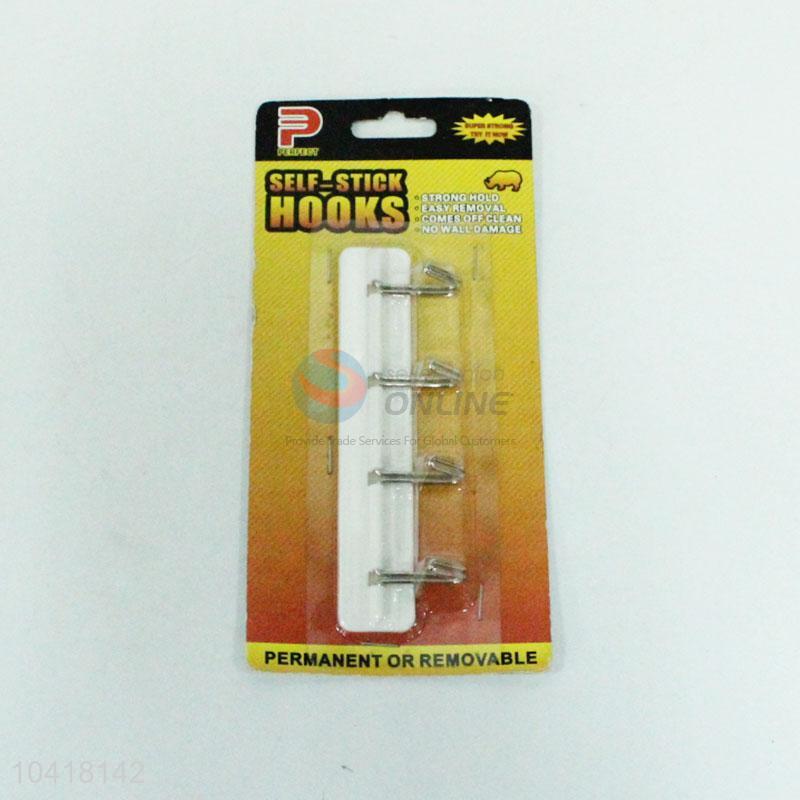 PERFECT
SUPER STRONG
TRY IT NOW
SELF-STICK
HOOKS
STRONG HOLD
EASY REMOVAL
COMES OFF CLEAN
NO WALL DAMAGE
ONLINE
Provide Trade Services For Global Customers
PERMANENT OR REMOVABLE
10418142